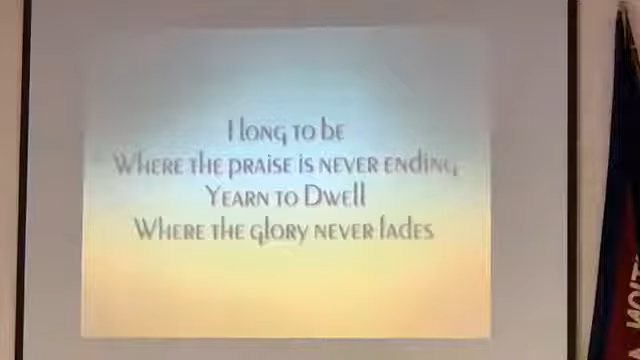 I long to be
Where the praise is never ending
Yearn to Dwell
Where the glory never fades